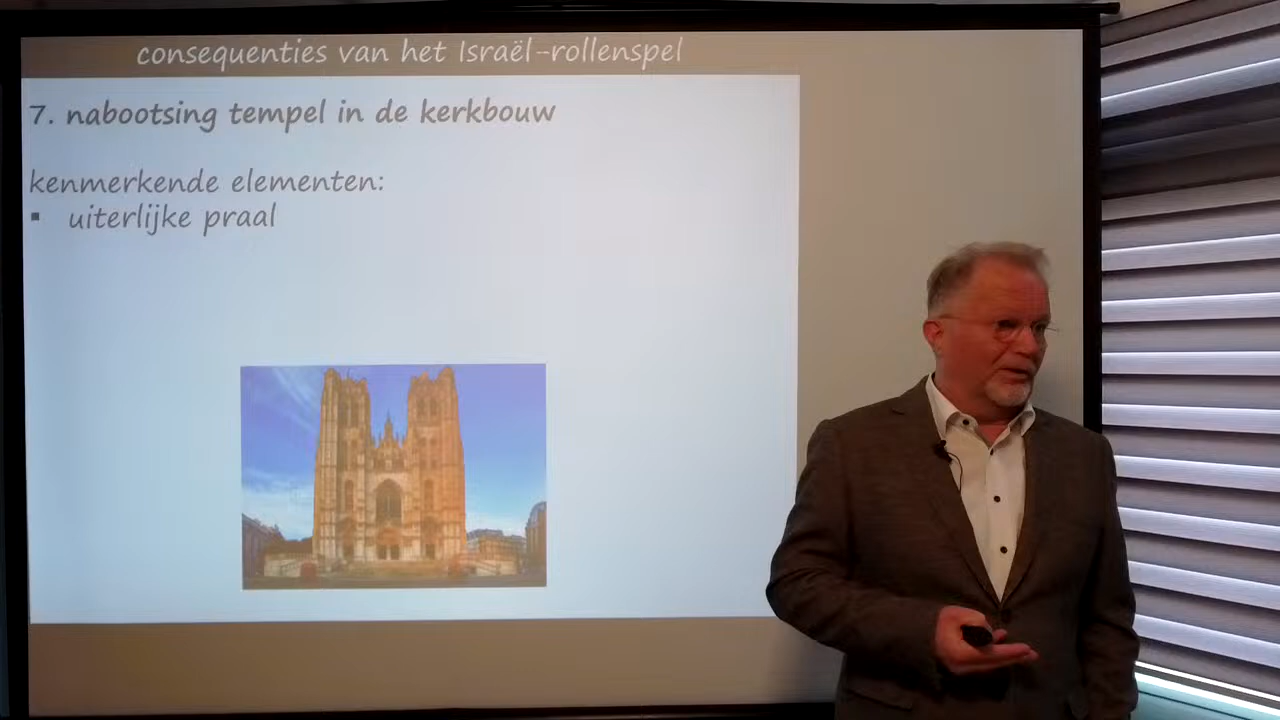 consequenties van het Israël-rollenspel
7. nabootsing tempel in de kerkbouw
kenmerkende elementen:
▪ uiterlijke praal